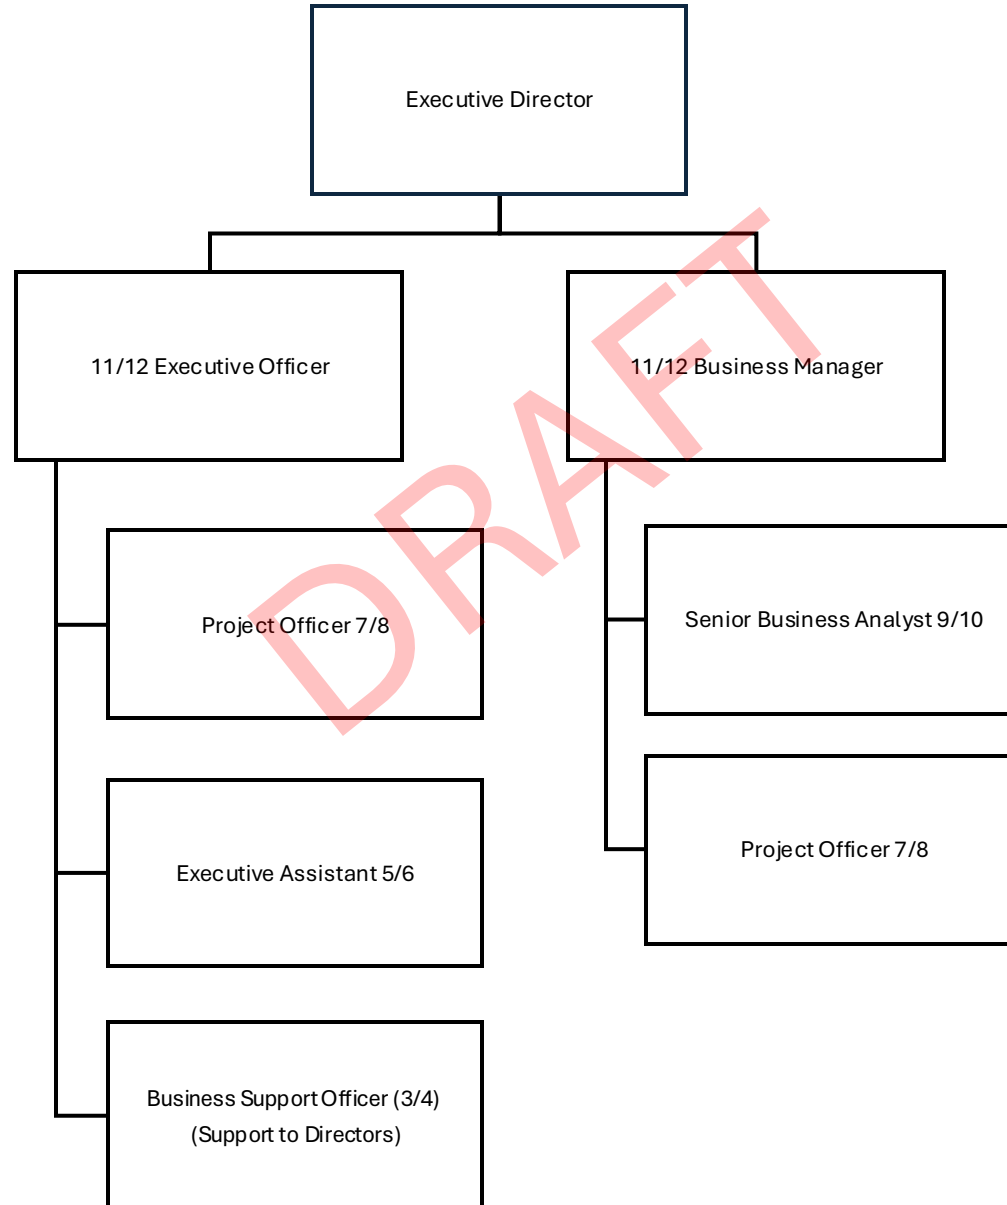 Executive Director
11/12 Executive Officer
11/12 Business Manager
Project Officer 7/8
Senior Business Analyst 9/10
Executive Assistant 5/6
Project Officer 7/8
Business Support Officer (3/4)
(Support to Directors)
DRAFT